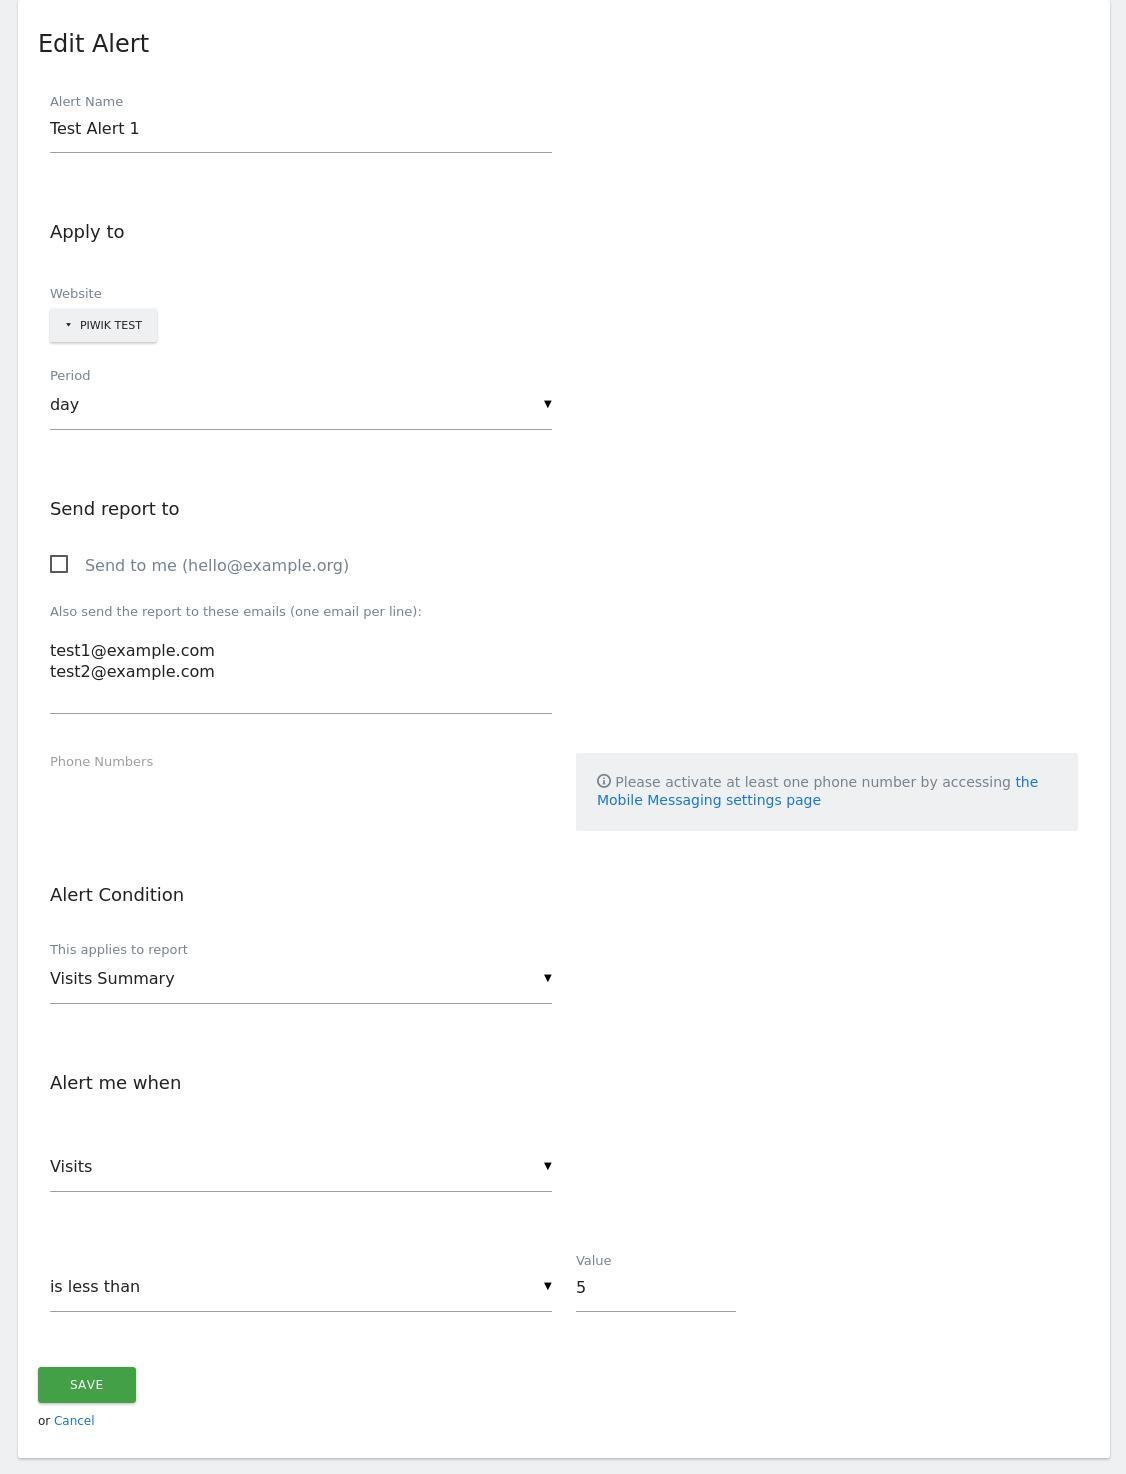 Edit Alert
Alert Name
Test Alert 1
Apply to
Website
PIWIK TEST
Period
day
Send report to
Send to me (hello@example.org)
Also send the report to these emails (one email per line):
test1@example.com
test2@example.com
Phone Numbers
Please activate at least one phone number by accessing the
Mobile Messaging settings page
Alert Condition
This applies to report
Visits Summary
Alert me when
Visits
is less than
Value
5
SAVE
or Cancel